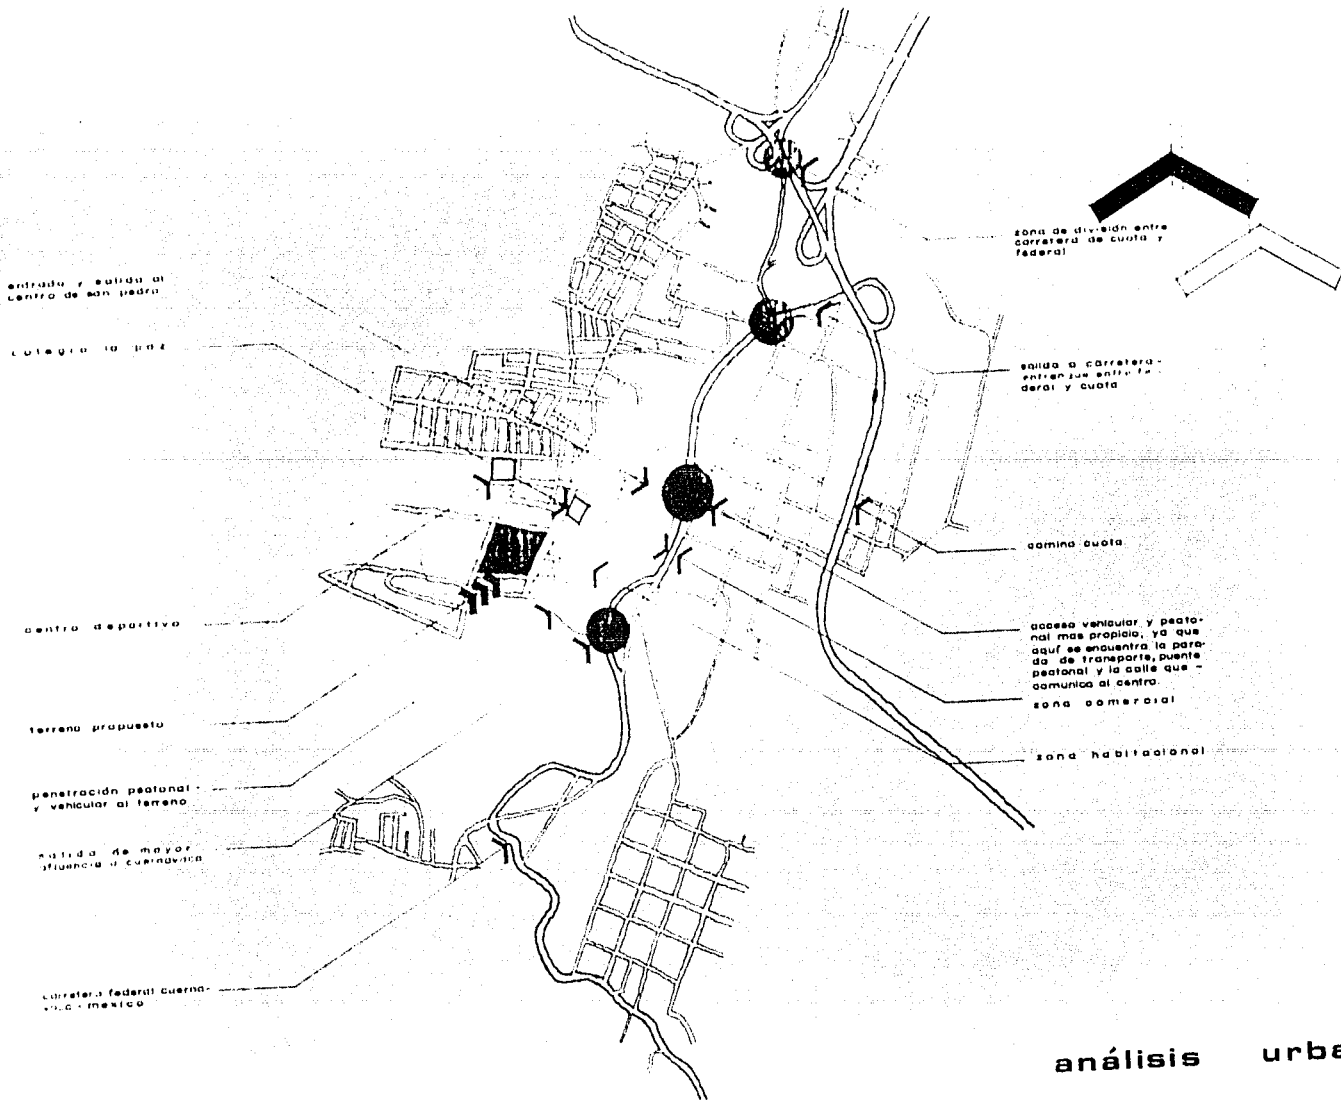 entrada y salida al
centro de san pedro
colegio la paz
centro deportivo
terreno propuesto
penetración peatonal -
y vehicular al terreno
salida de mayor
afluencia a cuernavaca
carretera federal cuerna-
vaca - mexico
zona de división entre
carretera de cuota y
federal
salida a carretera -
entronque entre fe -
deral y cuota
camino cuota
acceso vehicular y peato-
nal mas propicio, ya que
aquí se encuentra la para-
da de transporte, puente
peatonal y la calle que -
comunica al centro.
zona comercial
zona habitacional
análisis urba